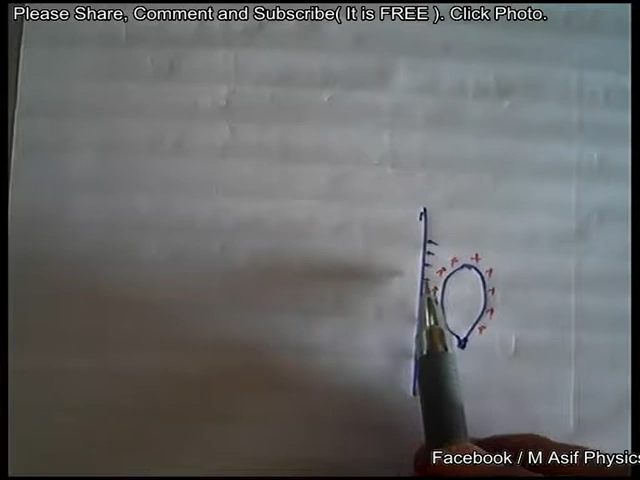 Please Share, Comment and Subscribe( It is FREE ). Click Photo.
Facebook / M Asif Physics